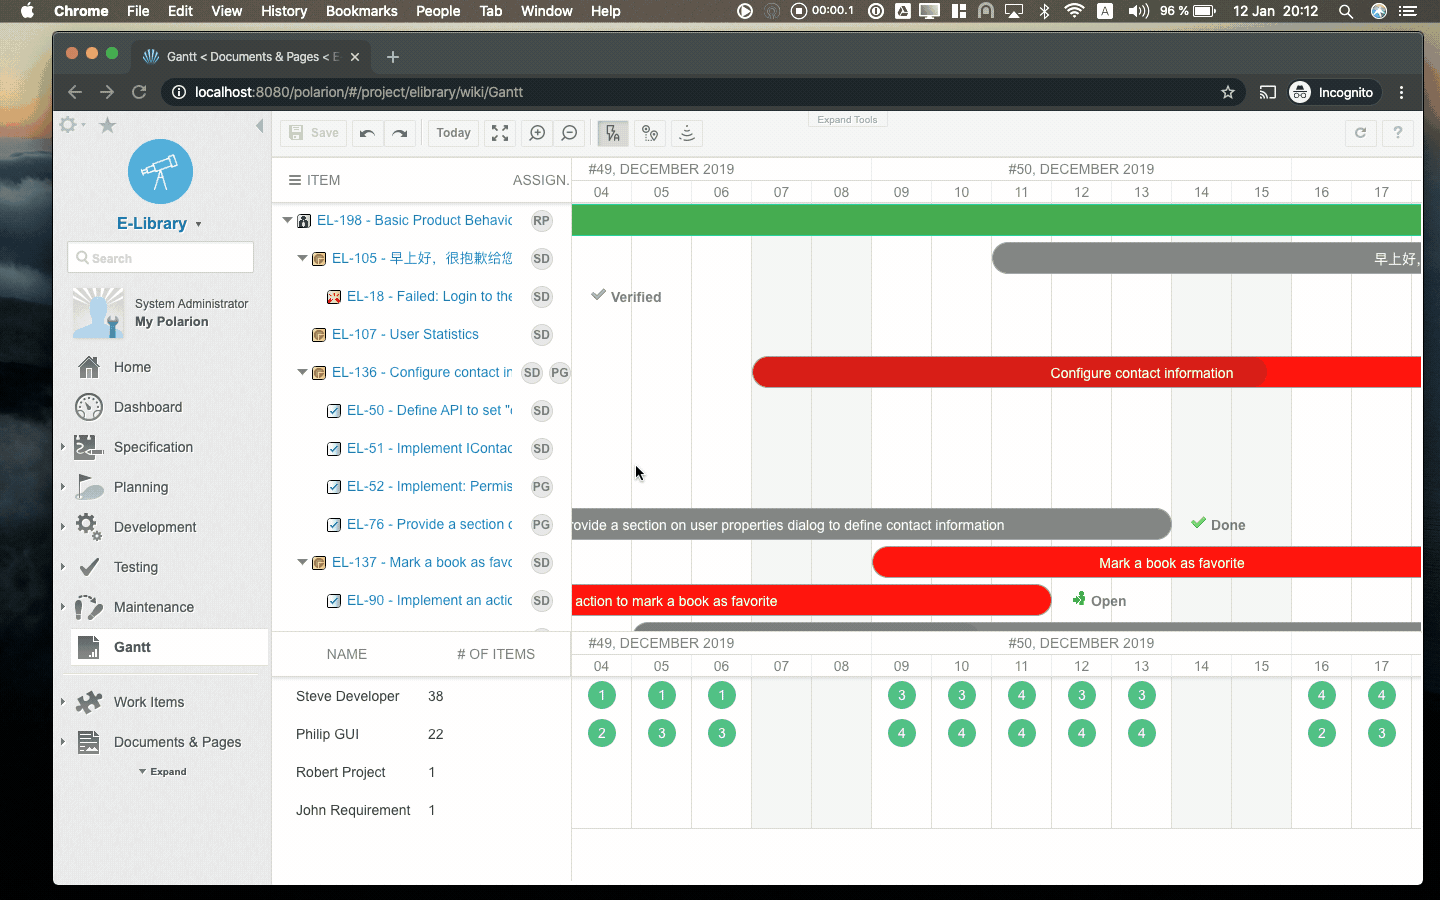 Chrome File Edit View History Bookmarks People Tab Window Help 00:00.1 A 96 % 12 Jan 20:12
Gantt < Documents & Pages < E
localhost:8080/polarion/#/project/elibrary/wiki/Gantt
Incognito
E-Library
Search
System Administrator
My Polarion
Home
Dashboard
Specification
Planning
Development
Testing
Maintenance
Gantt
Work Items
Documents & Pages
Expand
Save
Today
Expand Tools
?
ITEM ASSIGN.
#49, DECEMBER 2019 #50, DECEMBER 2019
04 05 06 07 08 09 10 11 12 13 14 15 16 17
EL-198 - Basic Product Behavic RP
EL-105 - 早上好，很抱歉给您 SD
早上好，
EL-18 - Failed: Login to the SD
Verified
EL-107 - User Statistics SD
EL-136 - Configure contact in SD PG
Configure contact information
EL-50 - Define API to set "c SD
EL-51 - Implement IContac SD
EL-52 - Implement: Permis PG
EL-76 - Provide a section c PG
rovide a section on user properties dialog to define contact information Done
EL-137 - Mark a book as favo SD
Mark a book as favorite
EL-90 - Implement an actic SD
action to mark a book as favorite Open
NAME # OF ITEMS
#49, DECEMBER 2019 #50, DECEMBER 2019
04 05 06 07 08 09 10 11 12 13 14 15 16 17
Steve Developer 38 1 1 1 3 3 4 3 3 4 4
Philip GUI 22 2 3 3 4 4 4 4 4 2 3
Robert Project 1
John Requirement 1